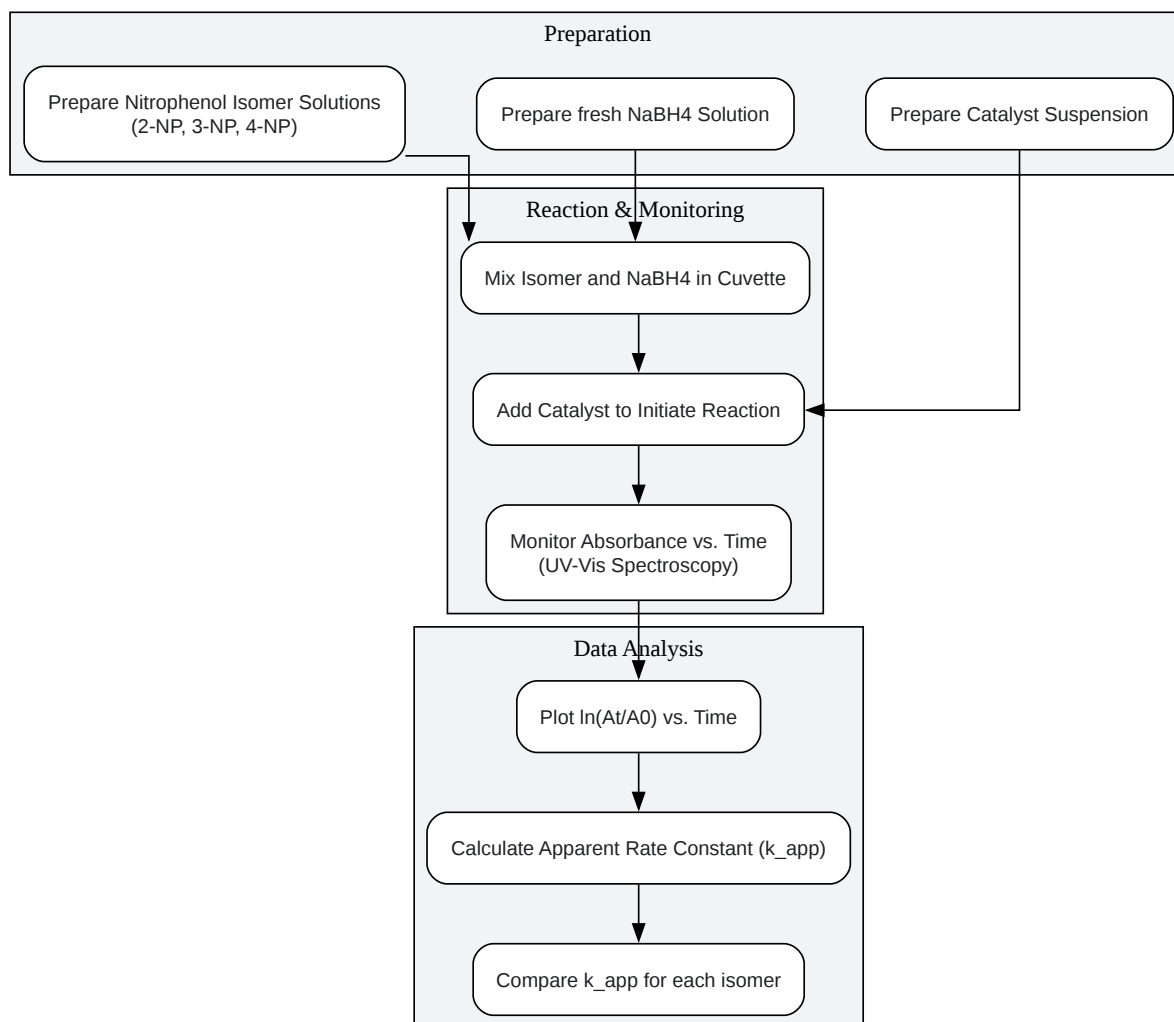 Preparation
Prepare Nitrophenol Isomer Solutions
(2-NP, 3-NP, 4-NP)
Prepare fresh NaBH4 Solution
Prepare Catalyst Suspension
Reaction & Monitoring
Mix Isomer and NaBH4 in Cuvette
Add Catalyst to Initiate Reaction
Monitor Absorbance vs. Time
(UV-Vis Spectroscopy)
Data Analysis
Plot ln(At/A0) vs. Time
Calculate Apparent Rate Constant (k_app)
Compare k_app for each isomer